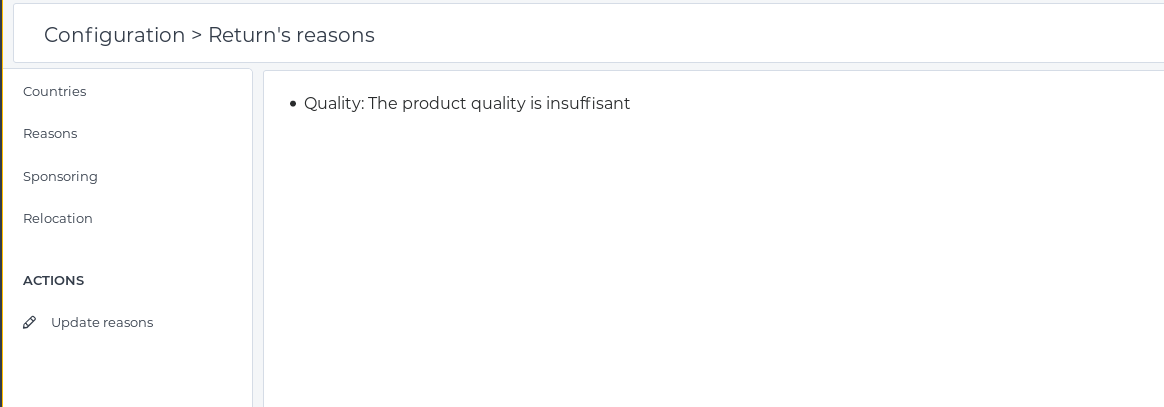 Configuration > Return's reasons
Countries
Reasons
Sponsoring
Relocation
ACTIONS
Update reasons
• Quality: The product quality is insuffisant